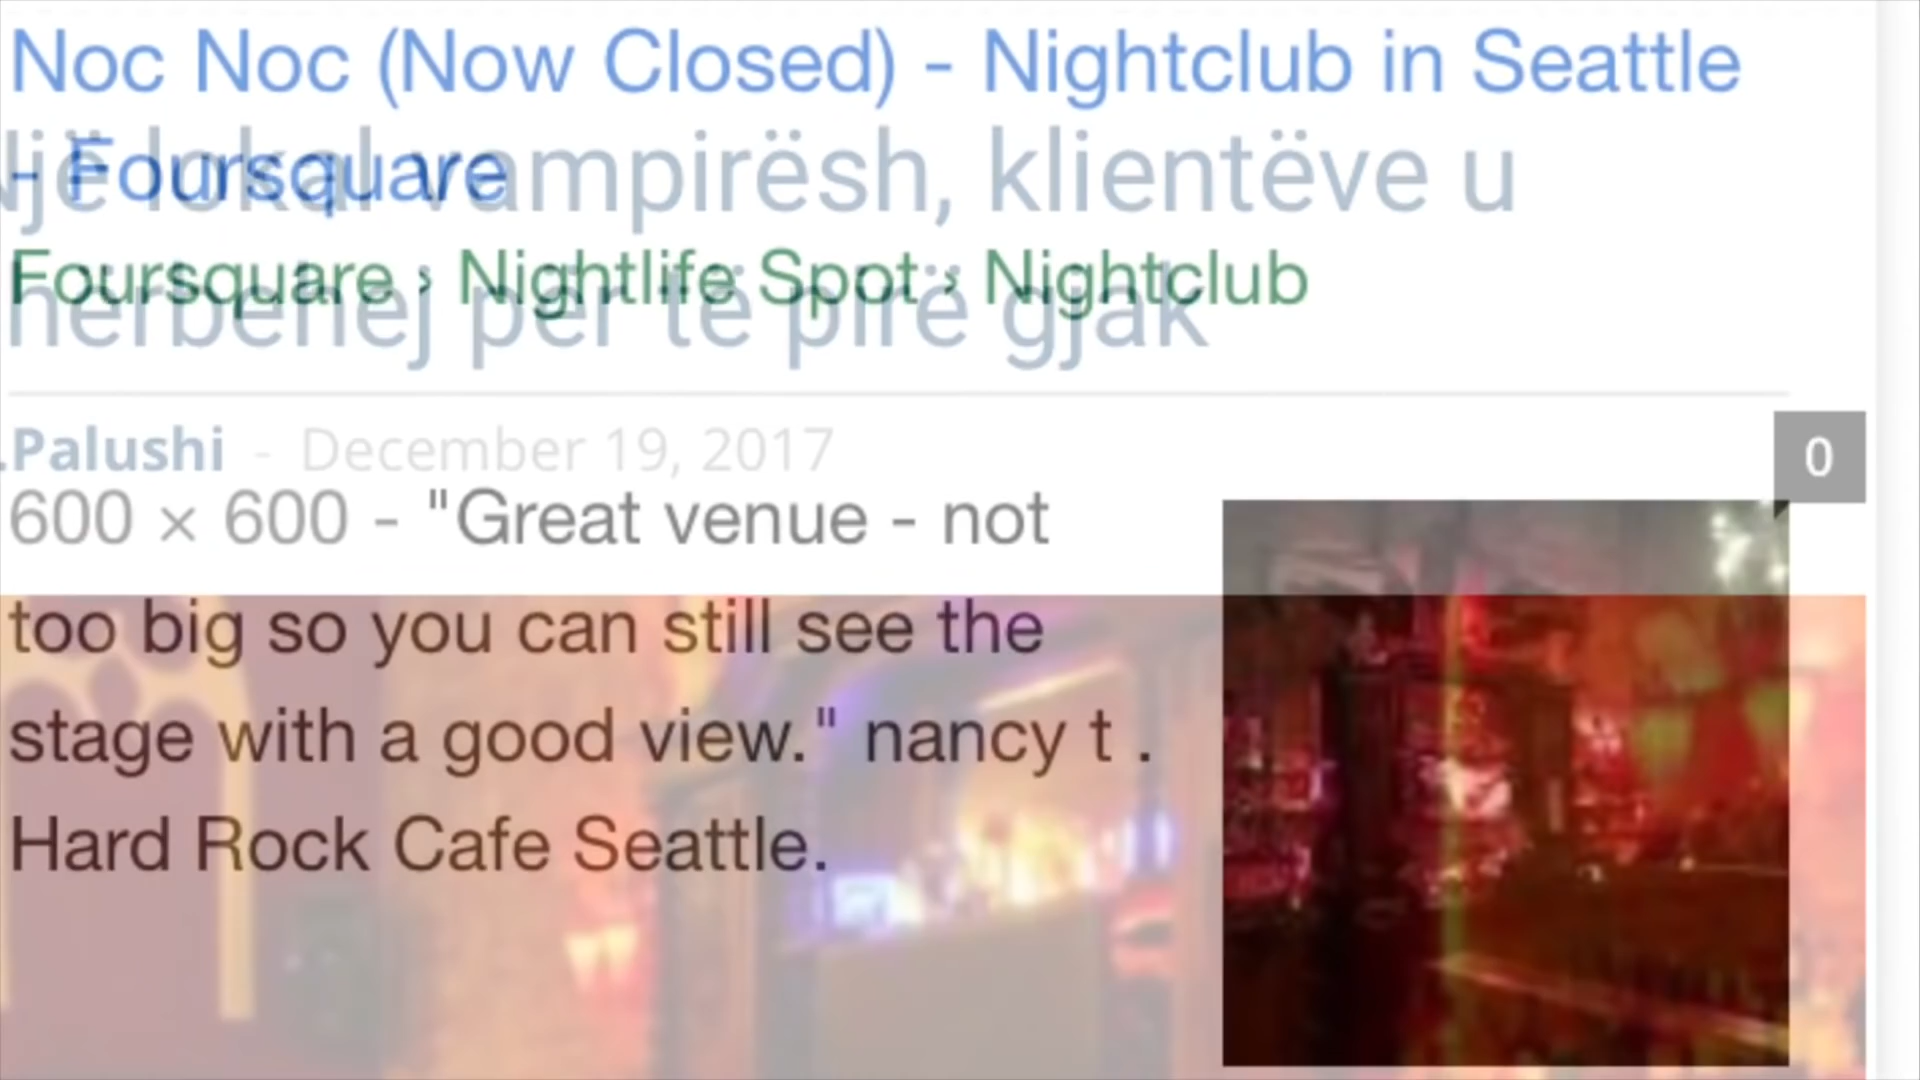 Noc Noc (Now Closed) - Nightclub in Seattle
- Foursquare
Një lokal vampirësh, klientëve u
Foursquare › Nightlife Spot › Nightclub
hërbehej për të pirë gjak
.Palushi - December 19, 2017
0
600 × 600 - "Great venue - not
too big so you can still see the
stage with a good view." nancy t .
Hard Rock Cafe Seattle.